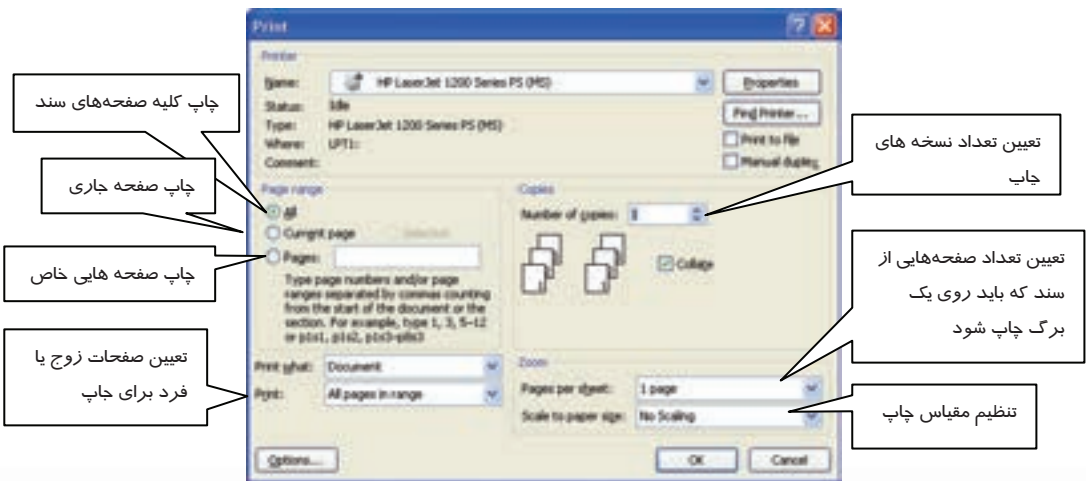 Print
Printer
Name:
HP LaserJet 1200 Series PS (MS)
Properties
Status:
Idle
Find Printer...
Type:
HP LaserJet 1200 Series PS (MS)
Where:
LPT1:
Print to file
Comment:
Manual duplex
Page range
All
Current page
Selection
Pages:
Type page numbers and/or page
ranges separated by commas counting
from the start of the document or the
section. For example, type 1, 3, 5–12
or p1s1, p1s2, p1s3–p8s3
Copies
Number of copies:
1
Collate
Print what:
Document
Print:
All pages in range
Zoom
Pages per sheet:
1 page
Scale to paper size:
No Scaling
Options...
OK
Cancel
چاپ کلیه صفحه‌های سند
چاپ صفحه جاری
چاپ صفحه هایی خاص
تعیین صفحات زوج یا
فرد برای چاپ
تعیین تعداد نسخه های
چاپ
تعیین تعداد صفحه‌هایی از
سند که باید روی یک
برگ چاپ شود
تنظیم مقیاس چاپ